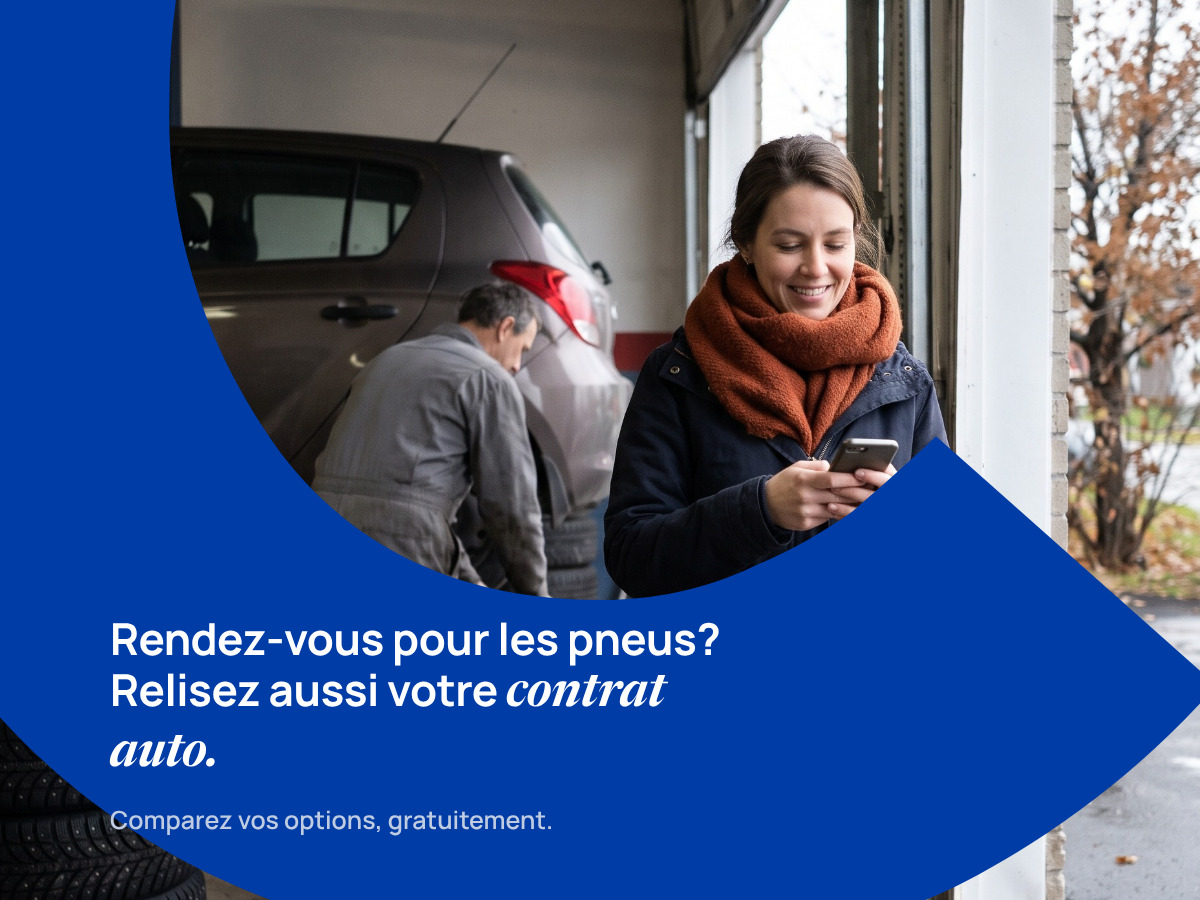 Rendez-vous pour les pneus?
Relisez aussi votre contrat
auto.
Comparez vos options, gratuitement.